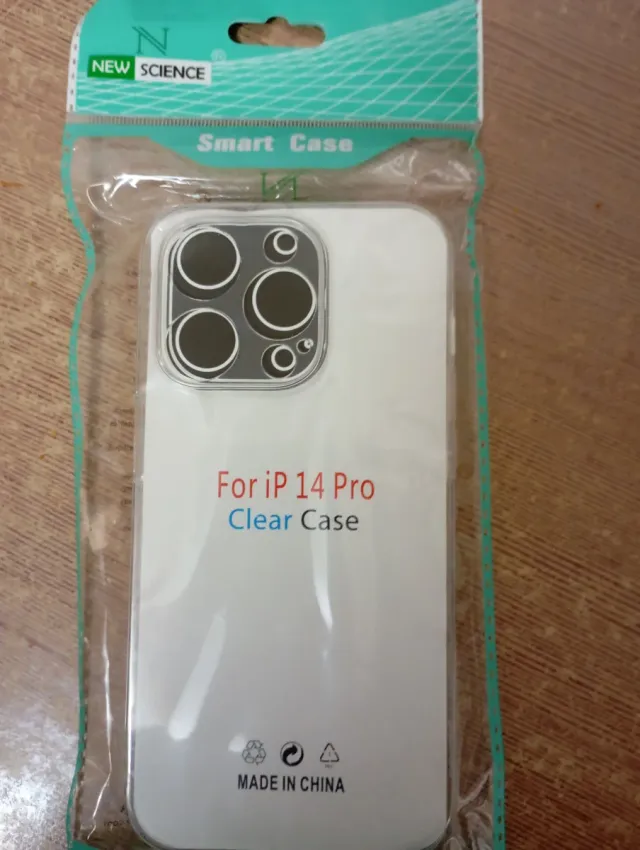 N
NEW SCIENCE ®
Smart Case
For iP 14 Pro
Clear Case
MADE IN CHINA